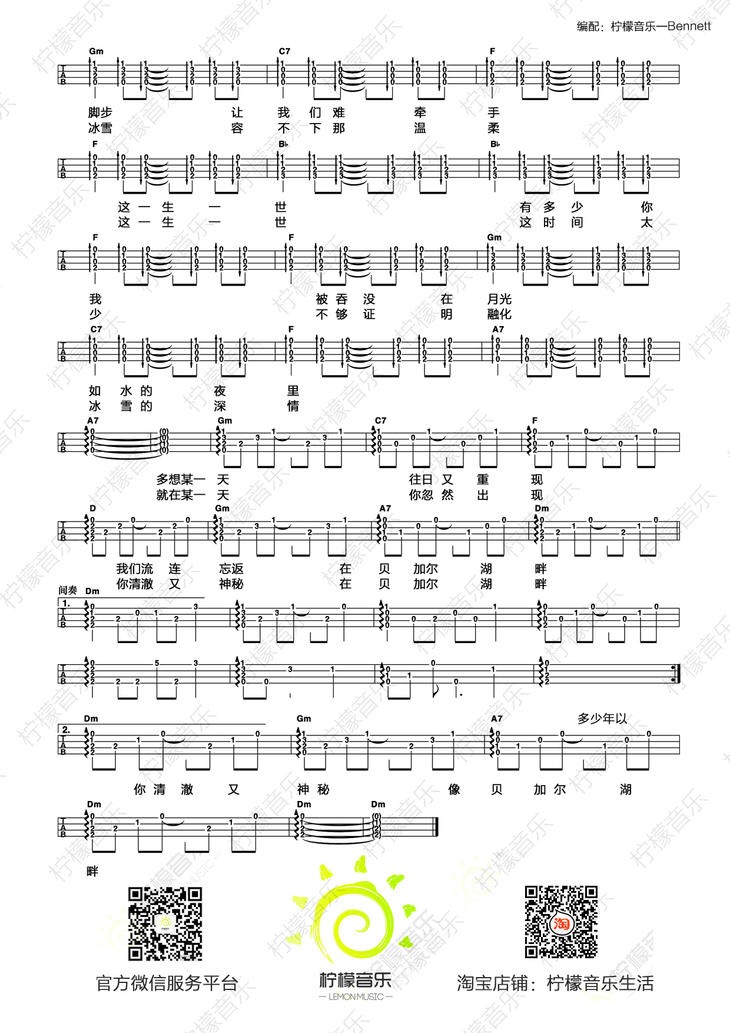 编配：柠檬音乐—Bennett
Gm C7 F
脚步 让 我 们 难 牵 手
冰雪 容 不 下 那 温 柔
F B♭ B♭
这 一 生 一 世 有 多 少 你
这 一 生 一 世 这 时 间 太
F F Gm
我 被 吞 没 在 月光
少 不 够 证 明 融化
C7 F A7
如 水 的 夜 里
冰 雪 的 深 情
A7 Gm C7 F
多想某一 天 往日 又 重 现
就在某一 天 你忽 然 出 现
D Gm A7 Dm
我们流 连 忘返 在 贝 加尔 湖 畔
你清澈 又 神秘 在 贝 加尔 湖 畔
间奏 Dm
1.
多少年以
Dm Gm A7
2.
你 清 澈 又 神 秘 像 贝 加 尔 湖
Dm Dm Dm
畔
柠檬音乐
—LEMON MUSIC—
官方微信服务平台
淘
淘宝店铺：柠檬音乐生活